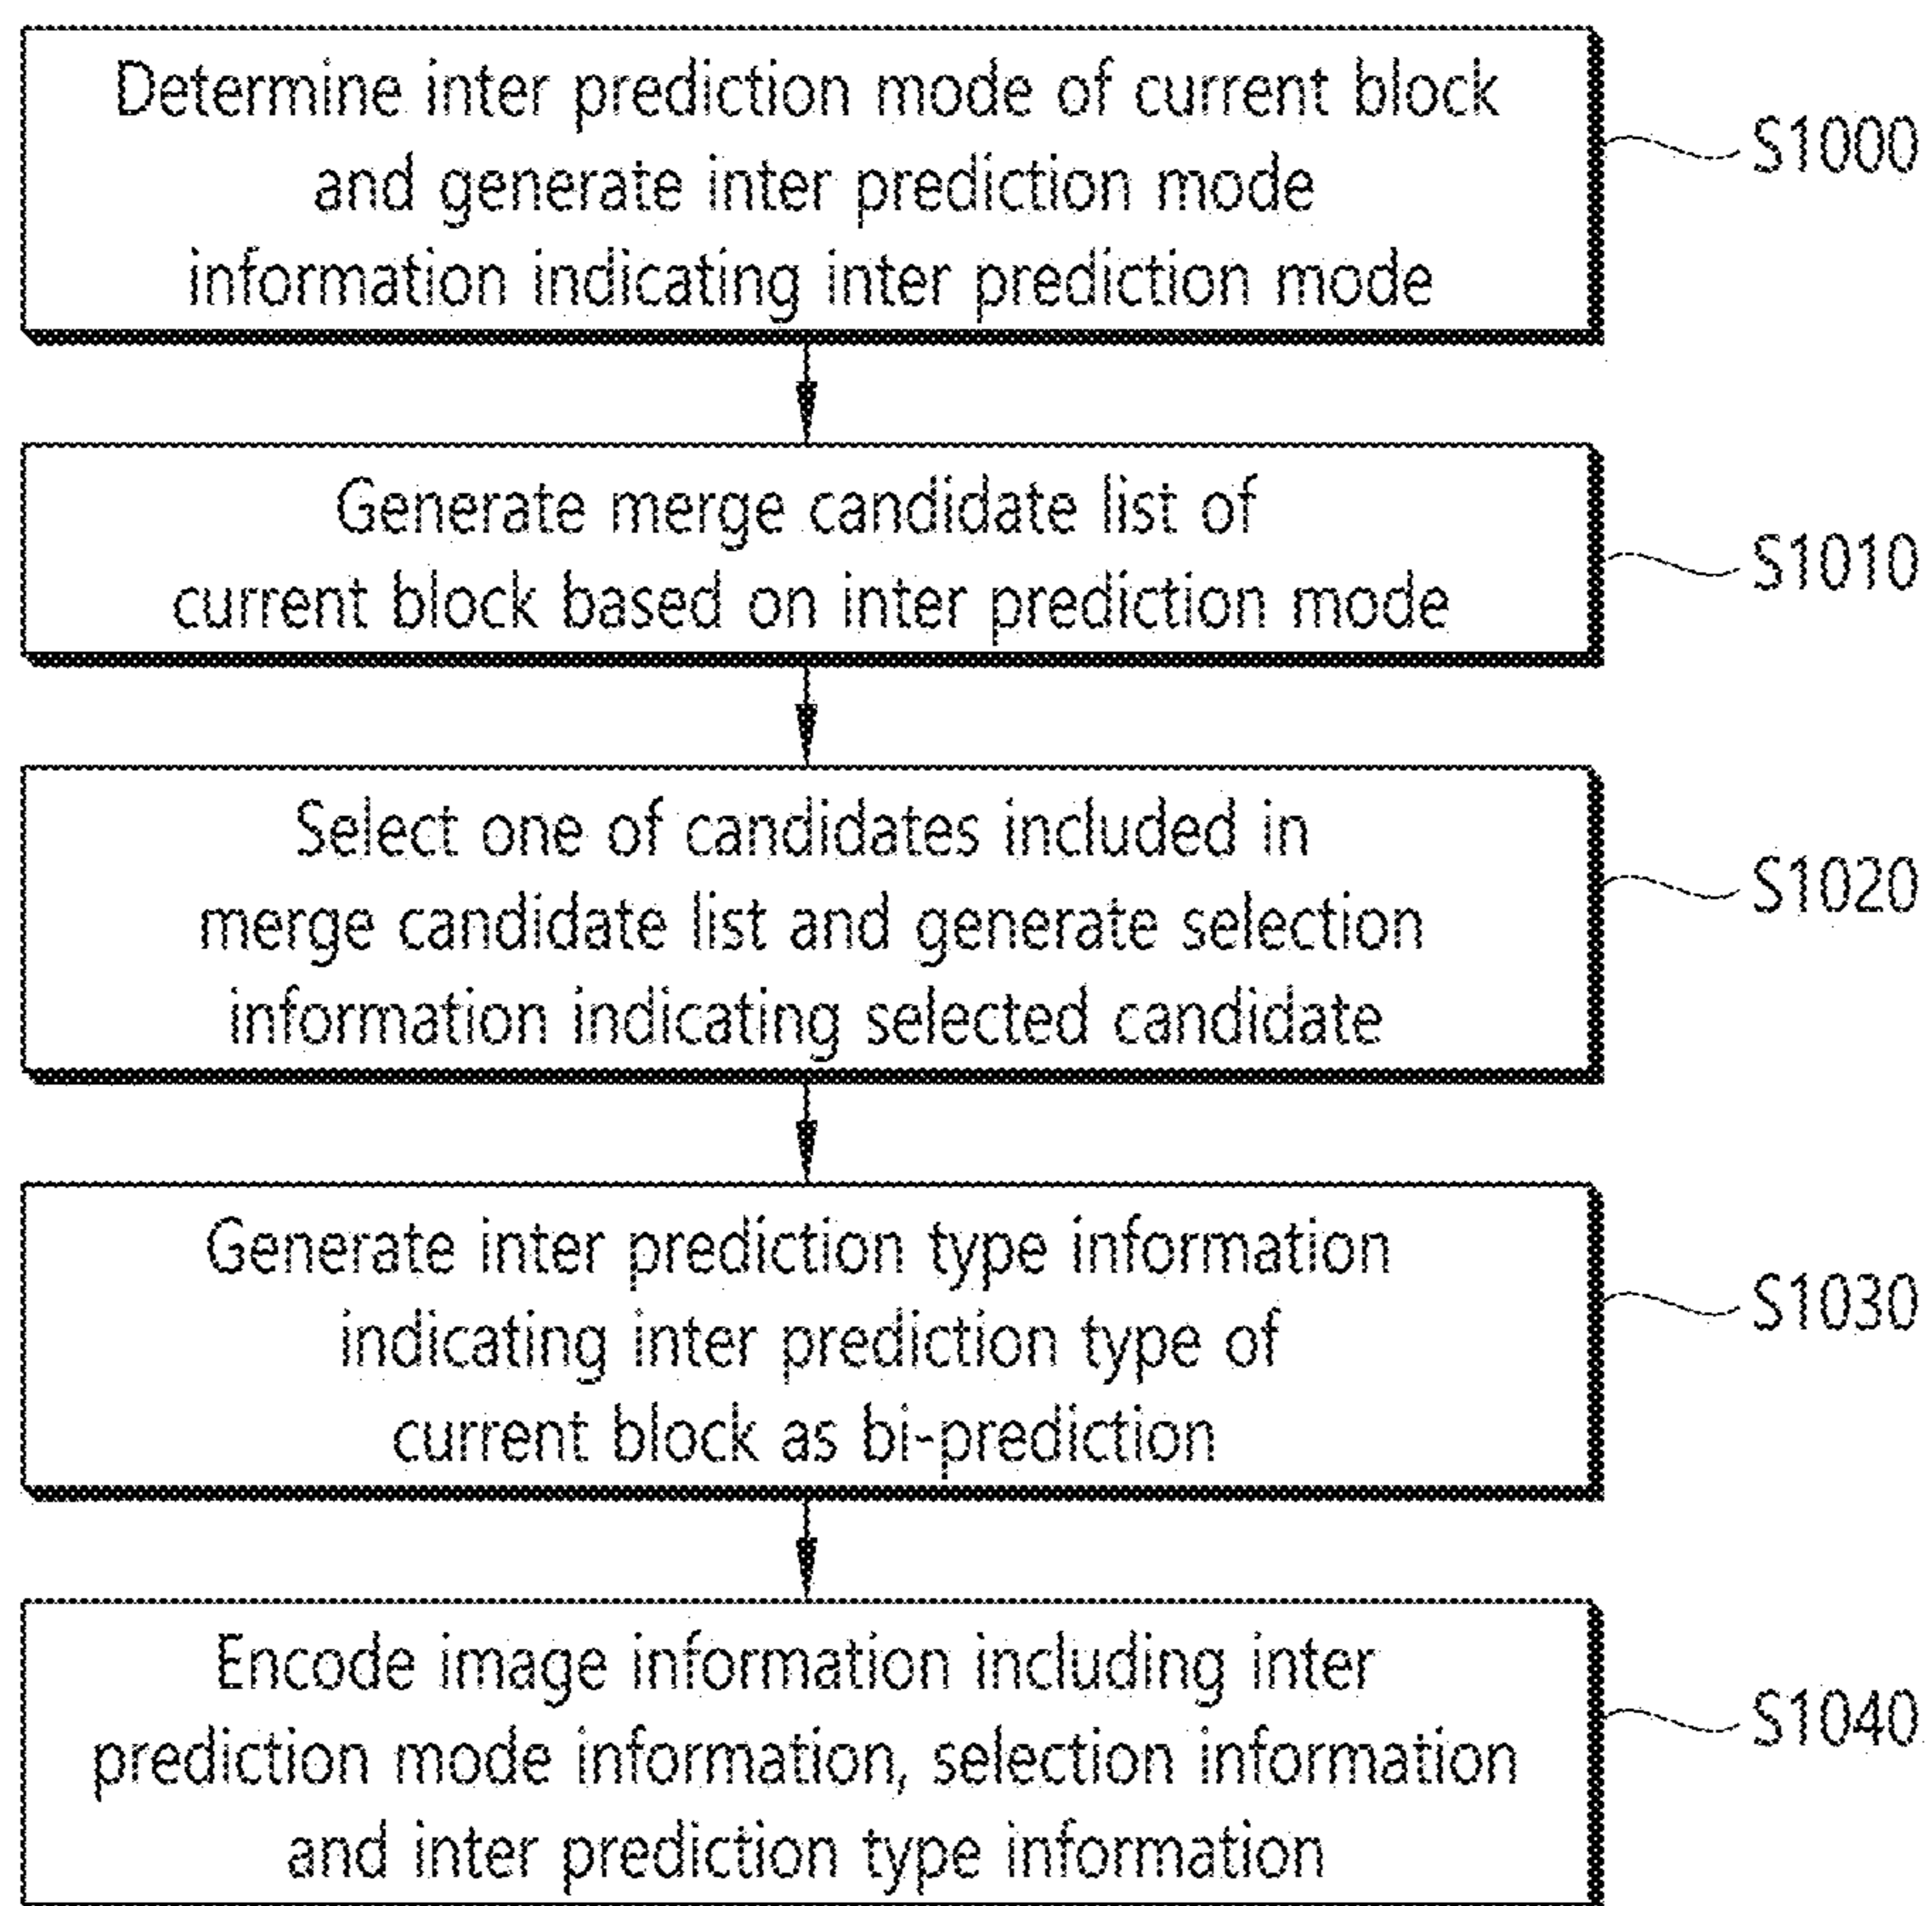 Determine inter prediction mode of current block
and generate inter prediction mode
information indicating inter prediction mode
S1000
Generate merge candidate list of
current block based on inter prediction mode
S1010
Select one of candidates included in
merge candidate list and generate selection
information indicating selected candidate
S1020
Generate inter prediction type information
indicating inter prediction type of
current block as bi-prediction
S1030
Encode image information including inter
prediction mode information, selection information
and inter prediction type information
S1040